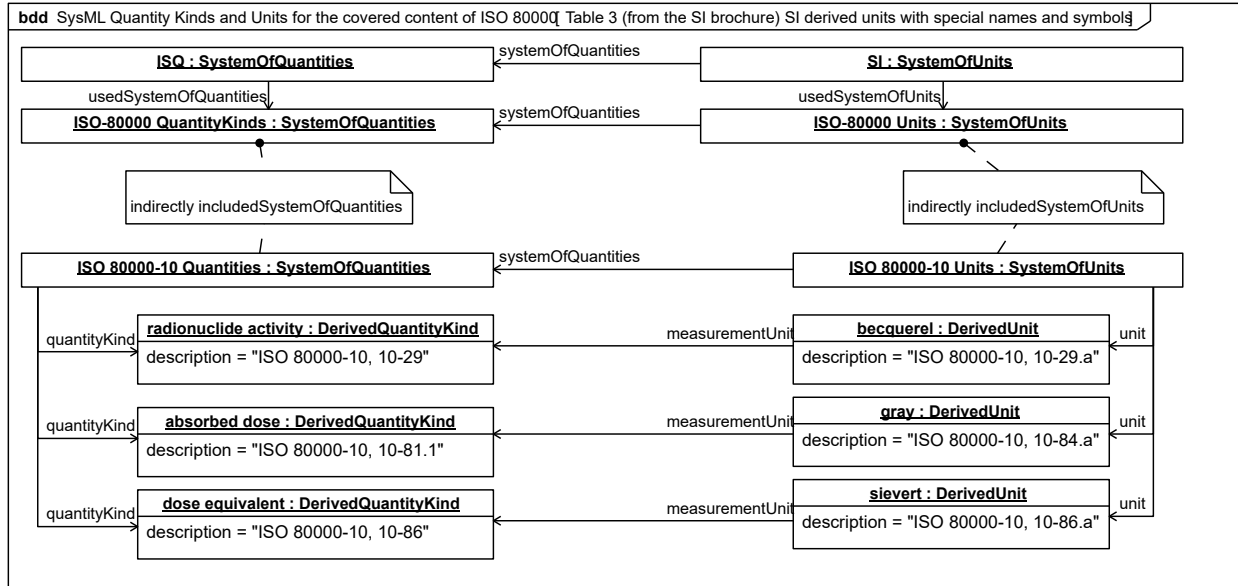 bdd SysML Quantity Kinds and Units for the covered content of ISO 80000[ Table 3 (from the SI brochure) SI derived units with special names and symbols]
ISQ : SystemOfQuantities
systemOfQuantities
SI : SystemOfUnits
usedSystemOfQuantities
usedSystemOfUnits
ISO-80000 QuantityKinds : SystemOfQuantities
systemOfQuantities
ISO-80000 Units : SystemOfUnits
indirectly includedSystemOfQuantities
indirectly includedSystemOfUnits
ISO 80000-10 Quantities : SystemOfQuantities
systemOfQuantities
ISO 80000-10 Units : SystemOfUnits
quantityKind
radionuclide activity : DerivedQuantityKind
description = "ISO 80000-10, 10-29"
measurementUnit
becquerel : DerivedUnit
description = "ISO 80000-10, 10-29.a"
unit
quantityKind
absorbed dose : DerivedQuantityKind
description = "ISO 80000-10, 10-81.1"
measurementUnit
gray : DerivedUnit
description = "ISO 80000-10, 10-84.a"
unit
quantityKind
dose equivalent : DerivedQuantityKind
description = "ISO 80000-10, 10-86"
measurementUnit
sievert : DerivedUnit
description = "ISO 80000-10, 10-86.a"
unit